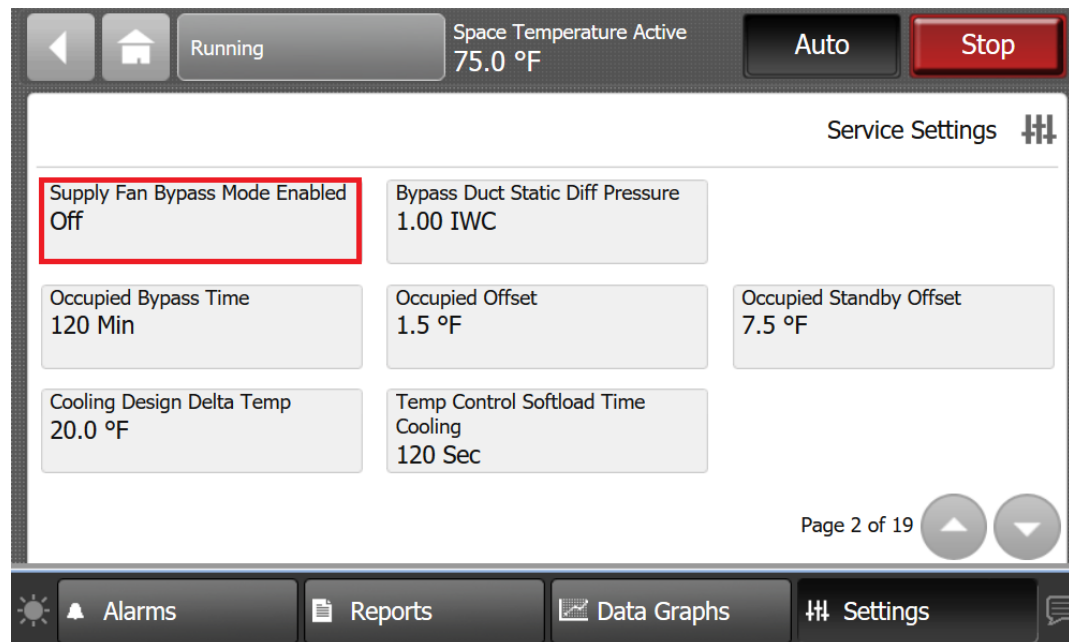 Running
Space Temperature Active
75.0 °F
Auto
Stop
Service Settings
Supply Fan Bypass Mode Enabled
Off
Bypass Duct Static Diff Pressure
1.00 IWC
Occupied Bypass Time
120 Min
Occupied Offset
1.5 °F
Occupied Standby Offset
7.5 °F
Cooling Design Delta Temp
20.0 °F
Temp Control Softload Time
Cooling
120 Sec
Page 2 of 19
Alarms
Reports
Data Graphs
Settings